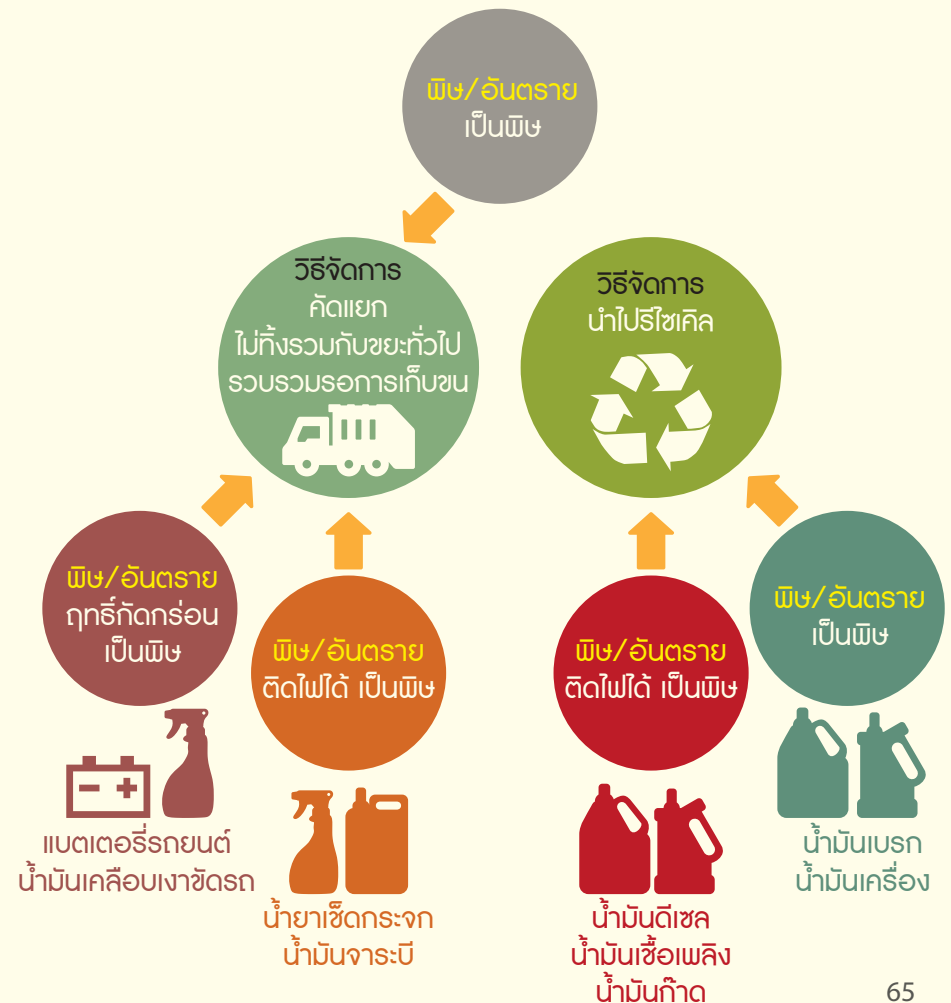 พิษ/อันตราย
เป็นพิษ
วิธีจัดการ
คัดแยก
ไม่ทิ้งรวมกับขยะทั่วไป
รวบรวมรอการเก็บขน
วิธีจัดการ
นำไปรีไซเคิล
พิษ/อันตราย
ฤทธิ์กัดกร่อน
เป็นพิษ
แบตเตอรี่รถยนต์
น้ำมันเคลือบเงาขัดรถ
พิษ/อันตราย
ติดไฟได้ เป็นพิษ
น้ำยาเช็ดกระจก
น้ำมันจาระบี
พิษ/อันตราย
ติดไฟได้ เป็นพิษ
น้ำมันดีเซล
น้ำมันเชื้อเพลิง
น้ำมันก๊าด
พิษ/อันตราย
เป็นพิษ
น้ำมันเบรก
น้ำมันเครื่อง
65